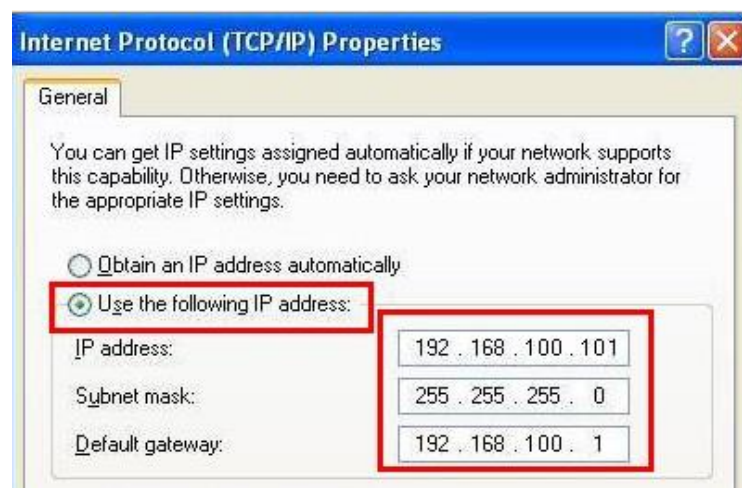 Internet Protocol (TCP/IP) Properties
General
You can get IP settings assigned automatically if your network supports
this capability. Otherwise, you need to ask your network administrator for
the appropriate IP settings.
Obtain an IP address automatically
Use the following IP address:
IP address: 192 . 168 . 100 . 101
Subnet mask: 255 . 255 . 255 . 0
Default gateway: 192 . 168 . 100 . 1